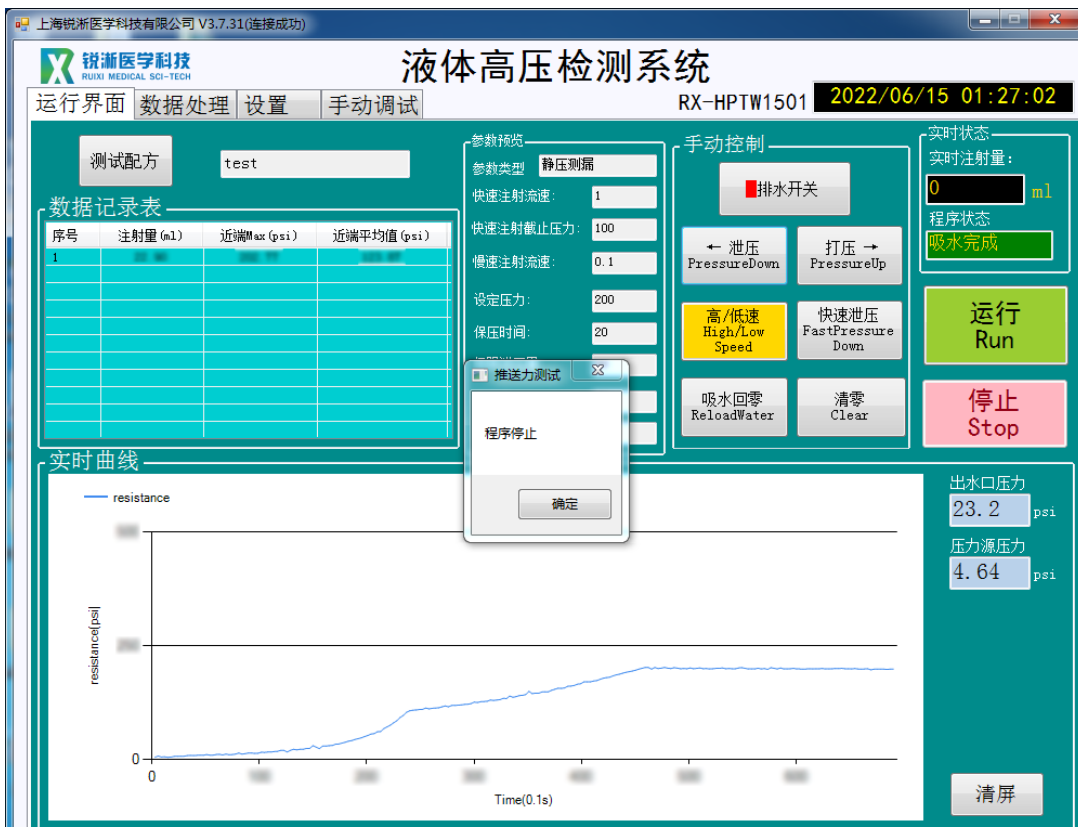 上海锐淅医学科技有限公司 V3.7.31(连接成功)
锐淅医学科技
RUIXI MEDICAL SCI-TECH
液体高压检测系统
运行界面 数据处理 设置 手动调试
RX-HPTW1501 2022/06/15 01:27:02
测试配方 test
数据记录表
序号 注射量(ml) 近端Max(psi) 近端平均值(psi)
1
参数预览
参数类型 静压测漏
快速注射流速: 1
快速注射截止压力: 100
慢速注射流速: 0.1
设定压力: 200
保压时间: 20
手动控制
排水开关
← 泄压
PressureDown
打压 →
PressureUp
高/低速
High/Low
Speed
快速泄压
FastPressure
Down
吸水回零
ReloadWater
清零
Clear
实时状态
实时注射量:
0 ml
程序状态
吸水完成
运行
Run
停止
Stop
推送力测试
程序停止
确定
实时曲线
resistance
resistance[psi]
0
0
Time(0.1s)
出水口压力
23.2 psi
压力源压力
4.64 psi
清屏